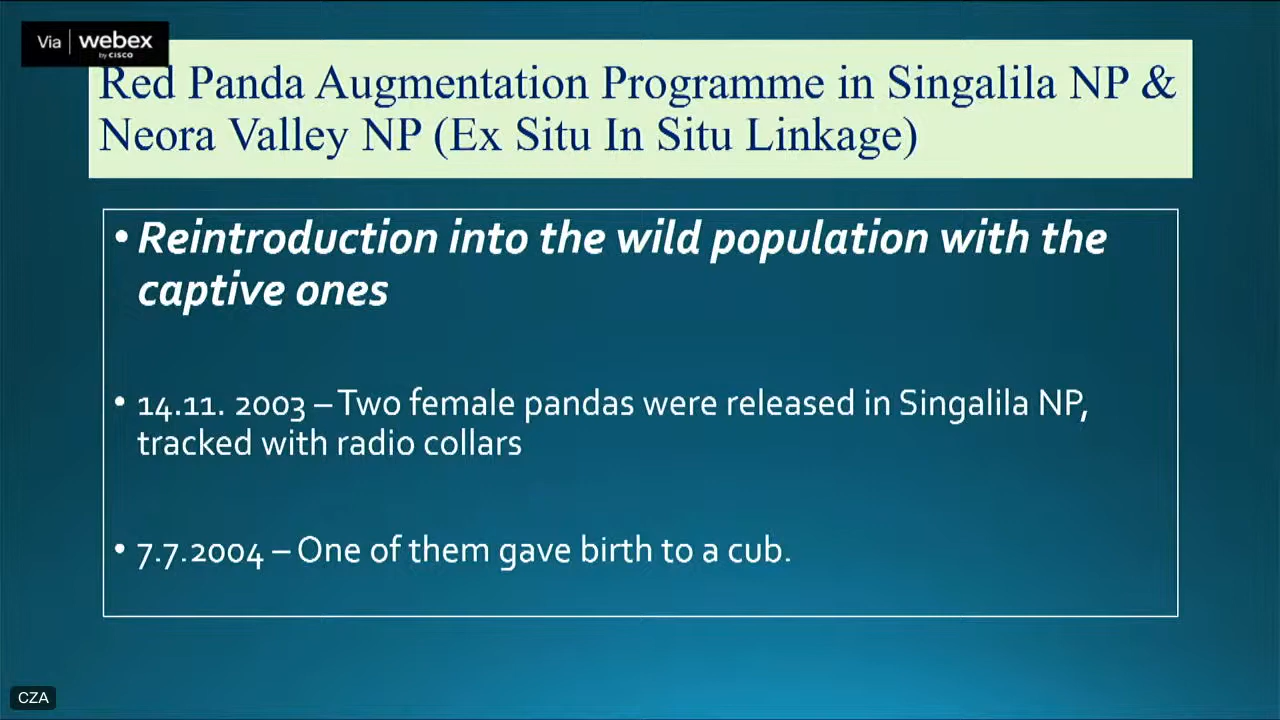 Via | webex
by CISCO
Red Panda Augmentation Programme in Singalila NP &
Neora Valley NP (Ex Situ In Situ Linkage)
• Reintroduction into the wild population with the
captive ones
• 14.11. 2003 – Two female pandas were released in Singalila NP,
tracked with radio collars
• 7.7.2004 – One of them gave birth to a cub.
CZA